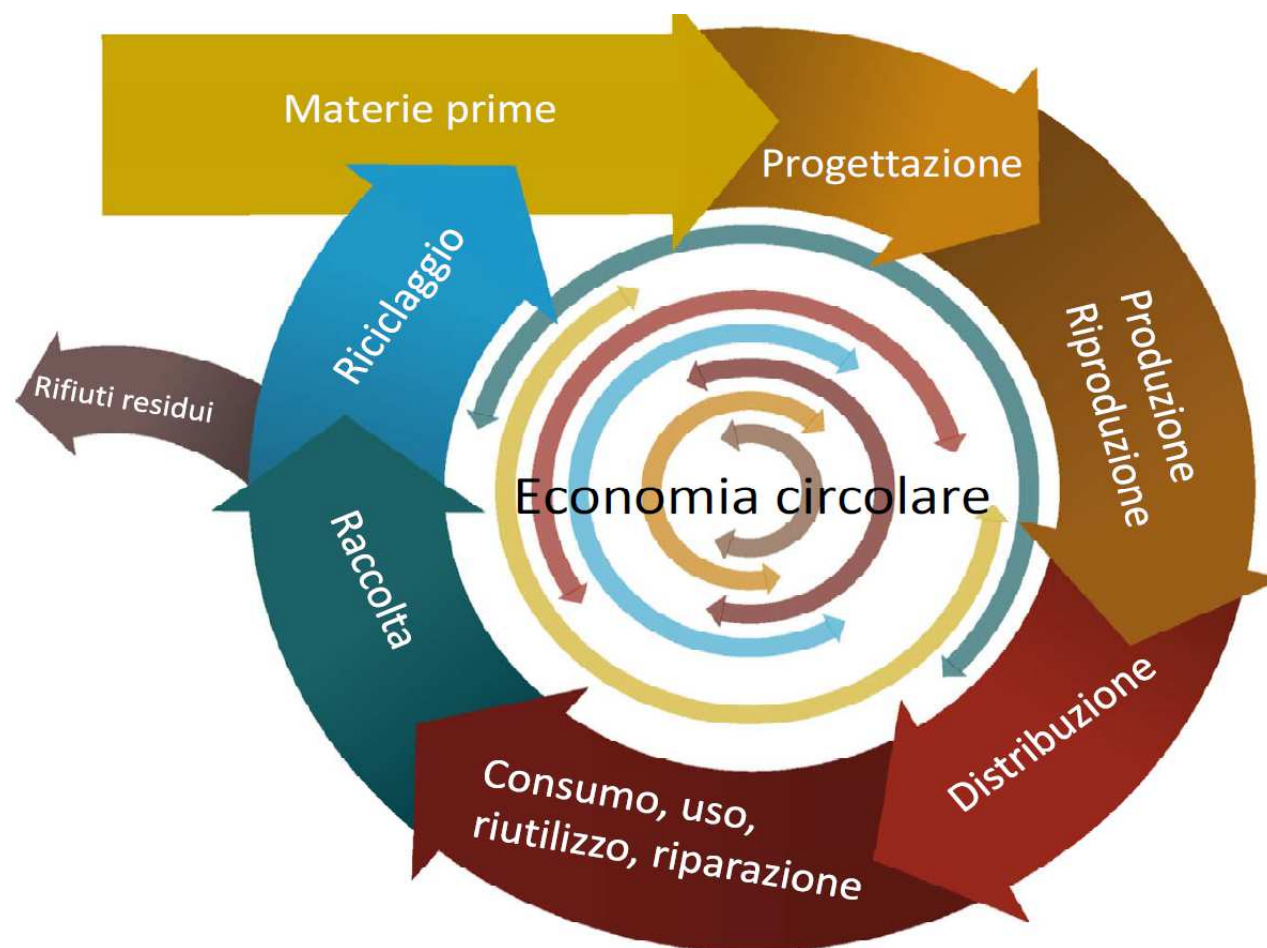 Materie prime
Progettazione
Produzione
Riproduzione
Distribuzione
Consumo, uso,
riutilizzo, riparazione
Raccolta
Riciclaggio
Rifiuti residui
Economia circolare